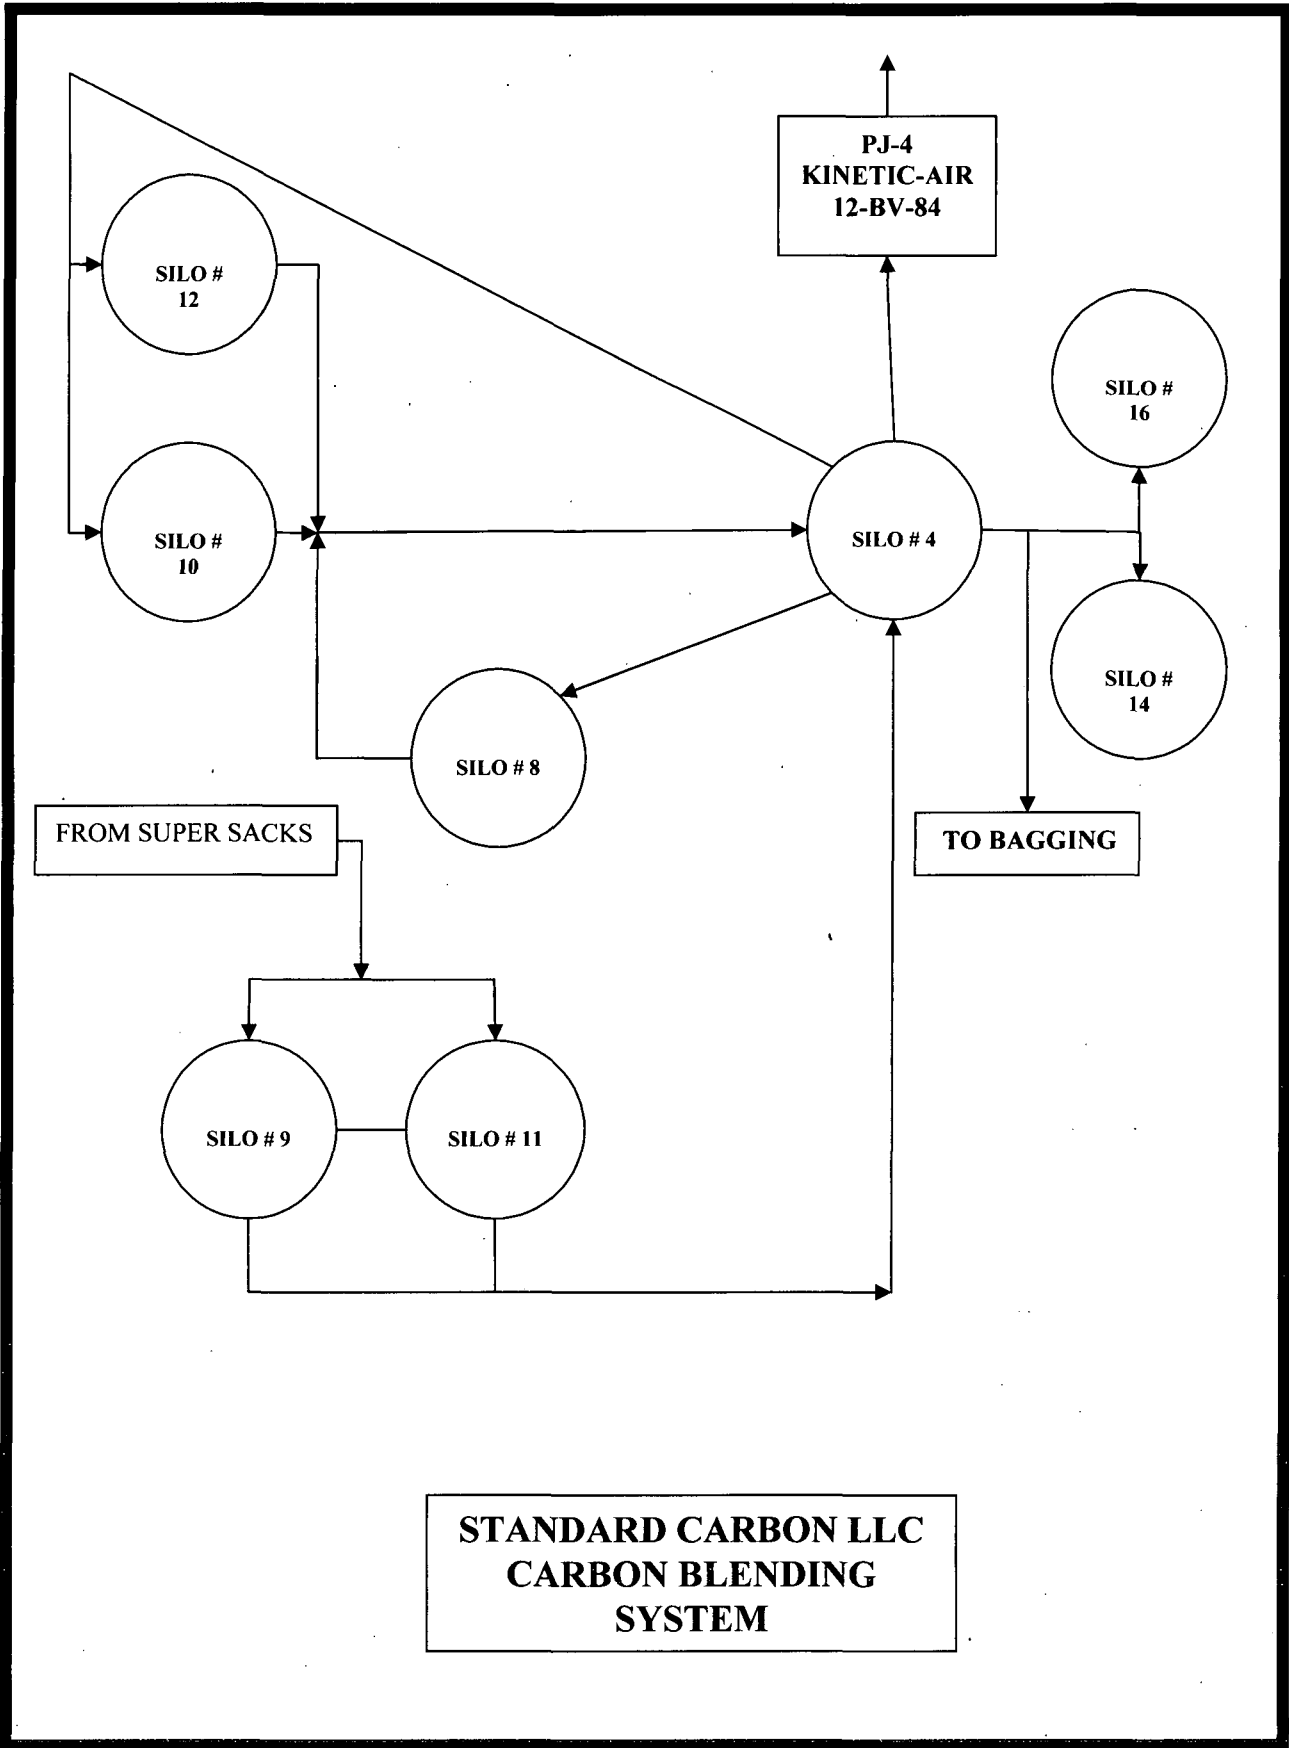 PJ-4
KINETIC-AIR
12-BV-84
SILO #
12
SILO #
16
SILO #
10
SILO # 4
SILO #
14
SILO # 8
FROM SUPER SACKS
TO BAGGING
SILO # 9
SILO # 11
STANDARD CARBON LLC
CARBON BLENDING
SYSTEM